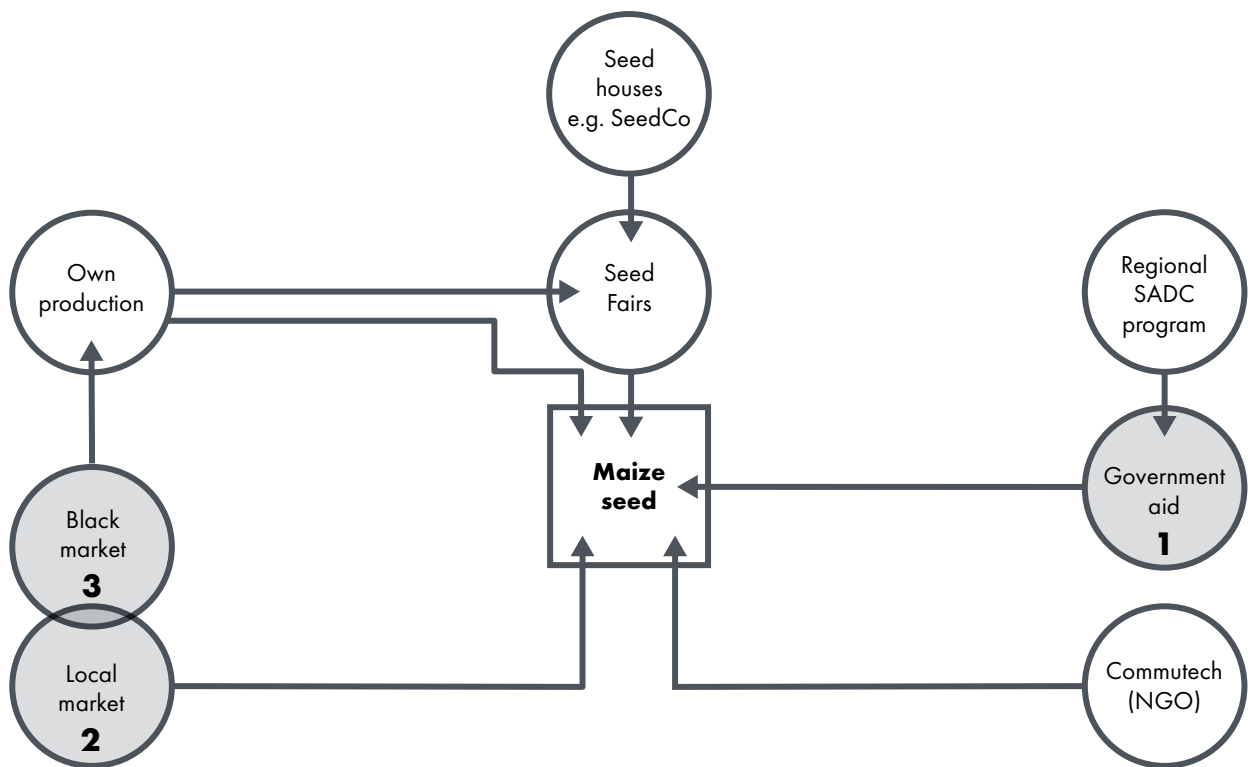 Seed
houses
e.g. SeedCo
Own
production
Seed
Fairs
Regional
SADC
program
Maize
seed
Government
aid
1
Black
market
3
Local
market
2
Commutech
(NGO)